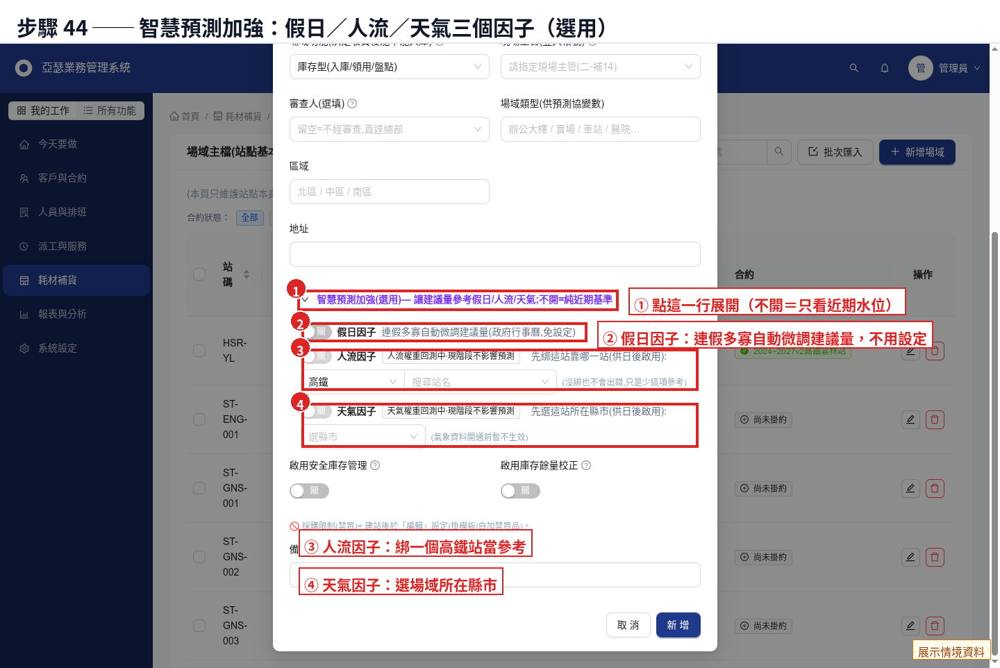 步驟 44 —— 智慧預測加強：假日／人流／天氣三個因子（選用）
亞瑟業務管理系統
管 管理員
我的工作 所有功能
今天要做
客戶與合約
人員與排班
派工與服務
耗材補貨
報表與分析
系統設定
首頁 / 耗材補貨 /
場域主檔(站點基本
批次匯入
+ 新增場域
(本頁只維護站點本身
合約狀態： 全部
站碼
合約
操作
HSR-YL
2024~2027v2高鐵雲林站
ST-ENG-001
尚未掛約
ST-GNS-001
尚未掛約
ST-GNS-002
尚未掛約
ST-GNS-003
尚未掛約
庫存型(入庫/領用/盤點)
請指定現場主管(二-補14)
審查人(選填)
場域類型(供預測協變數)
留空=不經審查,直達總部
辦公大樓 / 賣場 / 車站 / 醫院…
區域
北區 / 中區 / 南區
地址
1
智慧預測加強(選用)— 讓建議量參考假日/人流/天氣;不開=純近期基準
① 點這一行展開（不開＝只看近期水位）
2
關 假日因子 連假多寡自動微調建議量(政府行事曆,免設定)
② 假日因子：連假多寡自動微調建議量，不用設定
3
關 人流因子 人流權重回測中·現階段不影響預測 先綁這站靠哪一站(供日後啟用):
高鐵 搜尋站名 (沒綁也不會出錯,只是少這項參考)
4
關 天氣因子 天氣權重回測中·現階段不影響預測 先選這站所在縣市(供日後啟用):
選縣市 (氣象資料開通前暫不生效)
啟用安全庫存管理
啟用庫存餘量校正
關
關
採購限制(禁買)= 建站後於「編輯」設定(掛模板/自加禁買品)。
③ 人流因子：綁一個高鐵站當參考
備
④ 天氣因子：選場域所在縣市
取 消
新 增
展示情境資料